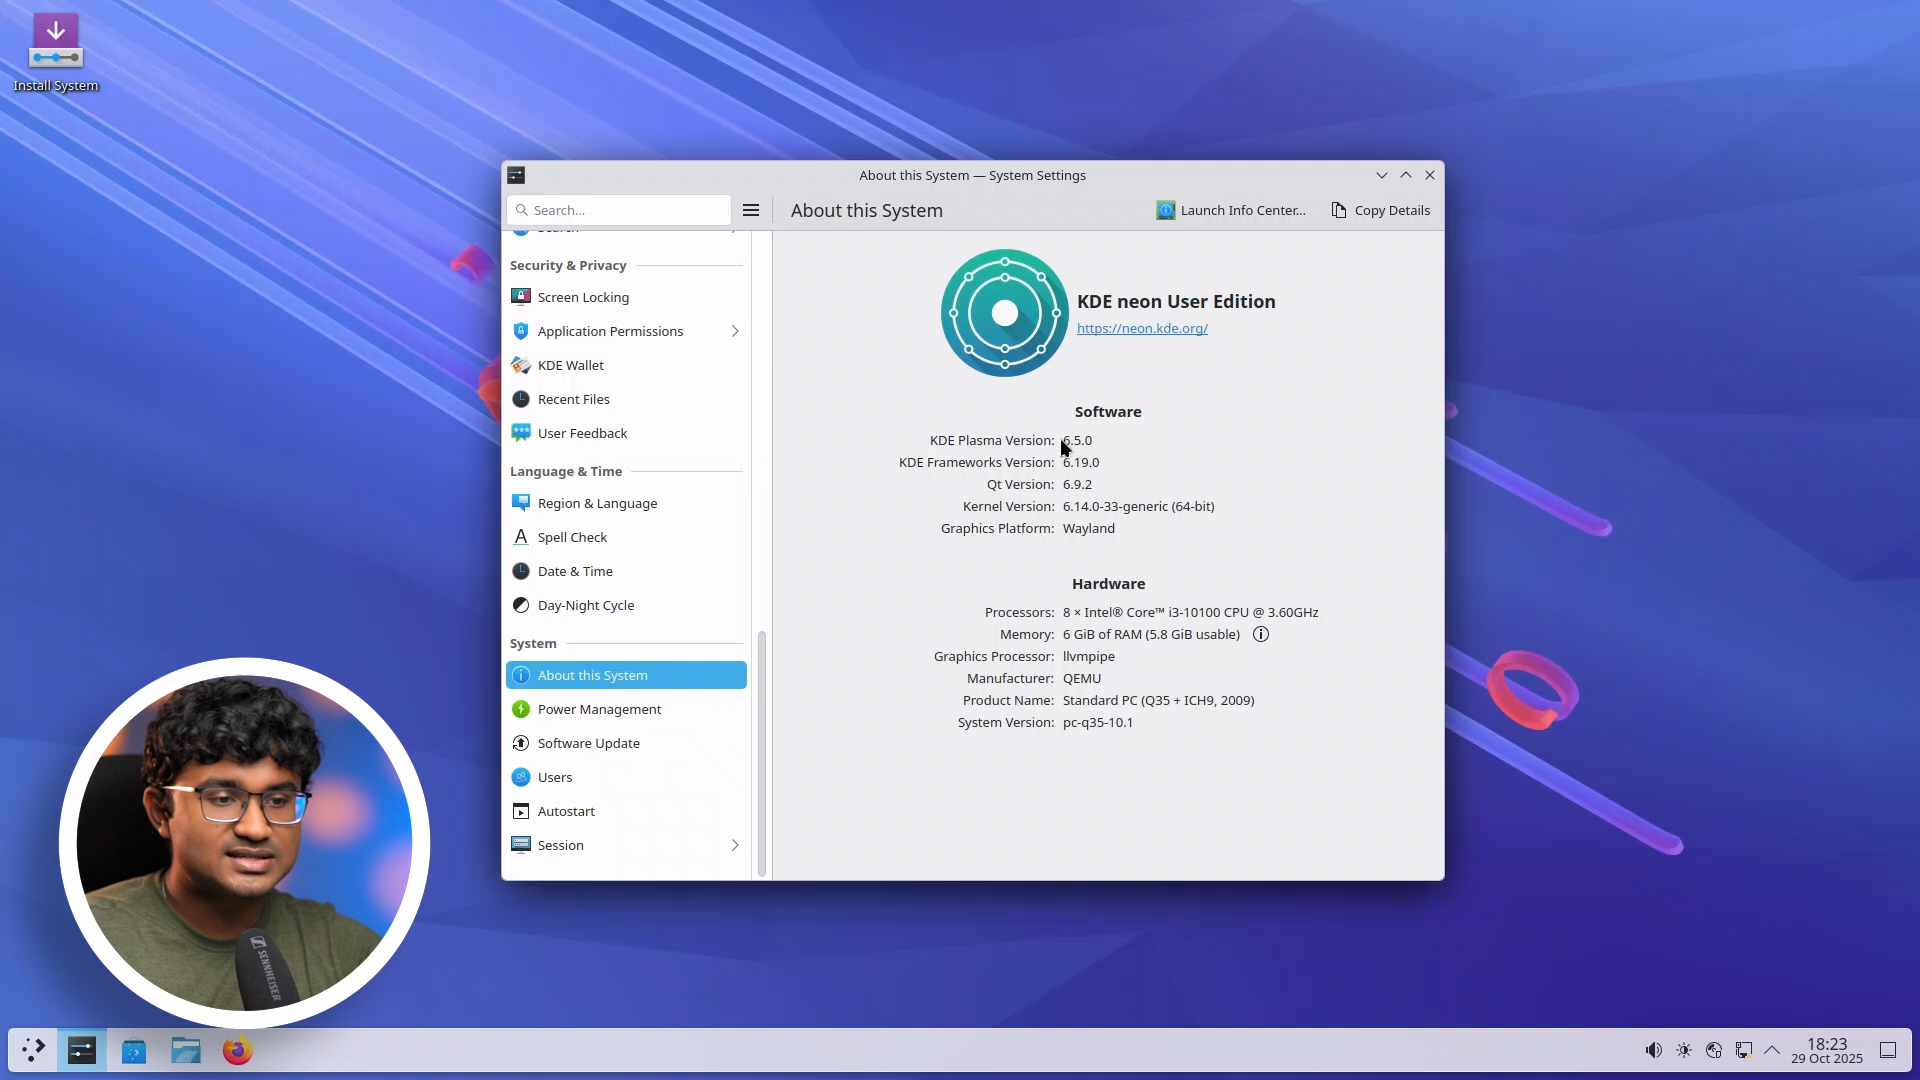 Install System
About this System — System Settings
Search...
About this System
Launch Info Center...
Copy Details
Search
Security & Privacy
Screen Locking
Application Permissions
KDE Wallet
Recent Files
User Feedback
Language & Time
Region & Language
Spell Check
Date & Time
Day-Night Cycle
System
About this System
Power Management
Software Update
Users
Autostart
Session
KDE neon User Edition
https://neon.kde.org/
Software
KDE Plasma Version: 6.5.0
KDE Frameworks Version: 6.19.0
Qt Version: 6.9.2
Kernel Version: 6.14.0-33-generic (64-bit)
Graphics Platform: Wayland
Hardware
Processors: 8 × Intel® Core™ i3-10100 CPU @ 3.60GHz
Memory: 6 GiB of RAM (5.8 GiB usable)
Graphics Processor: llvmpipe
Manufacturer: QEMU
Product Name: Standard PC (Q35 + ICH9, 2009)
System Version: pc-q35-10.1
SENNHEISER
18:23
29 Oct 2025